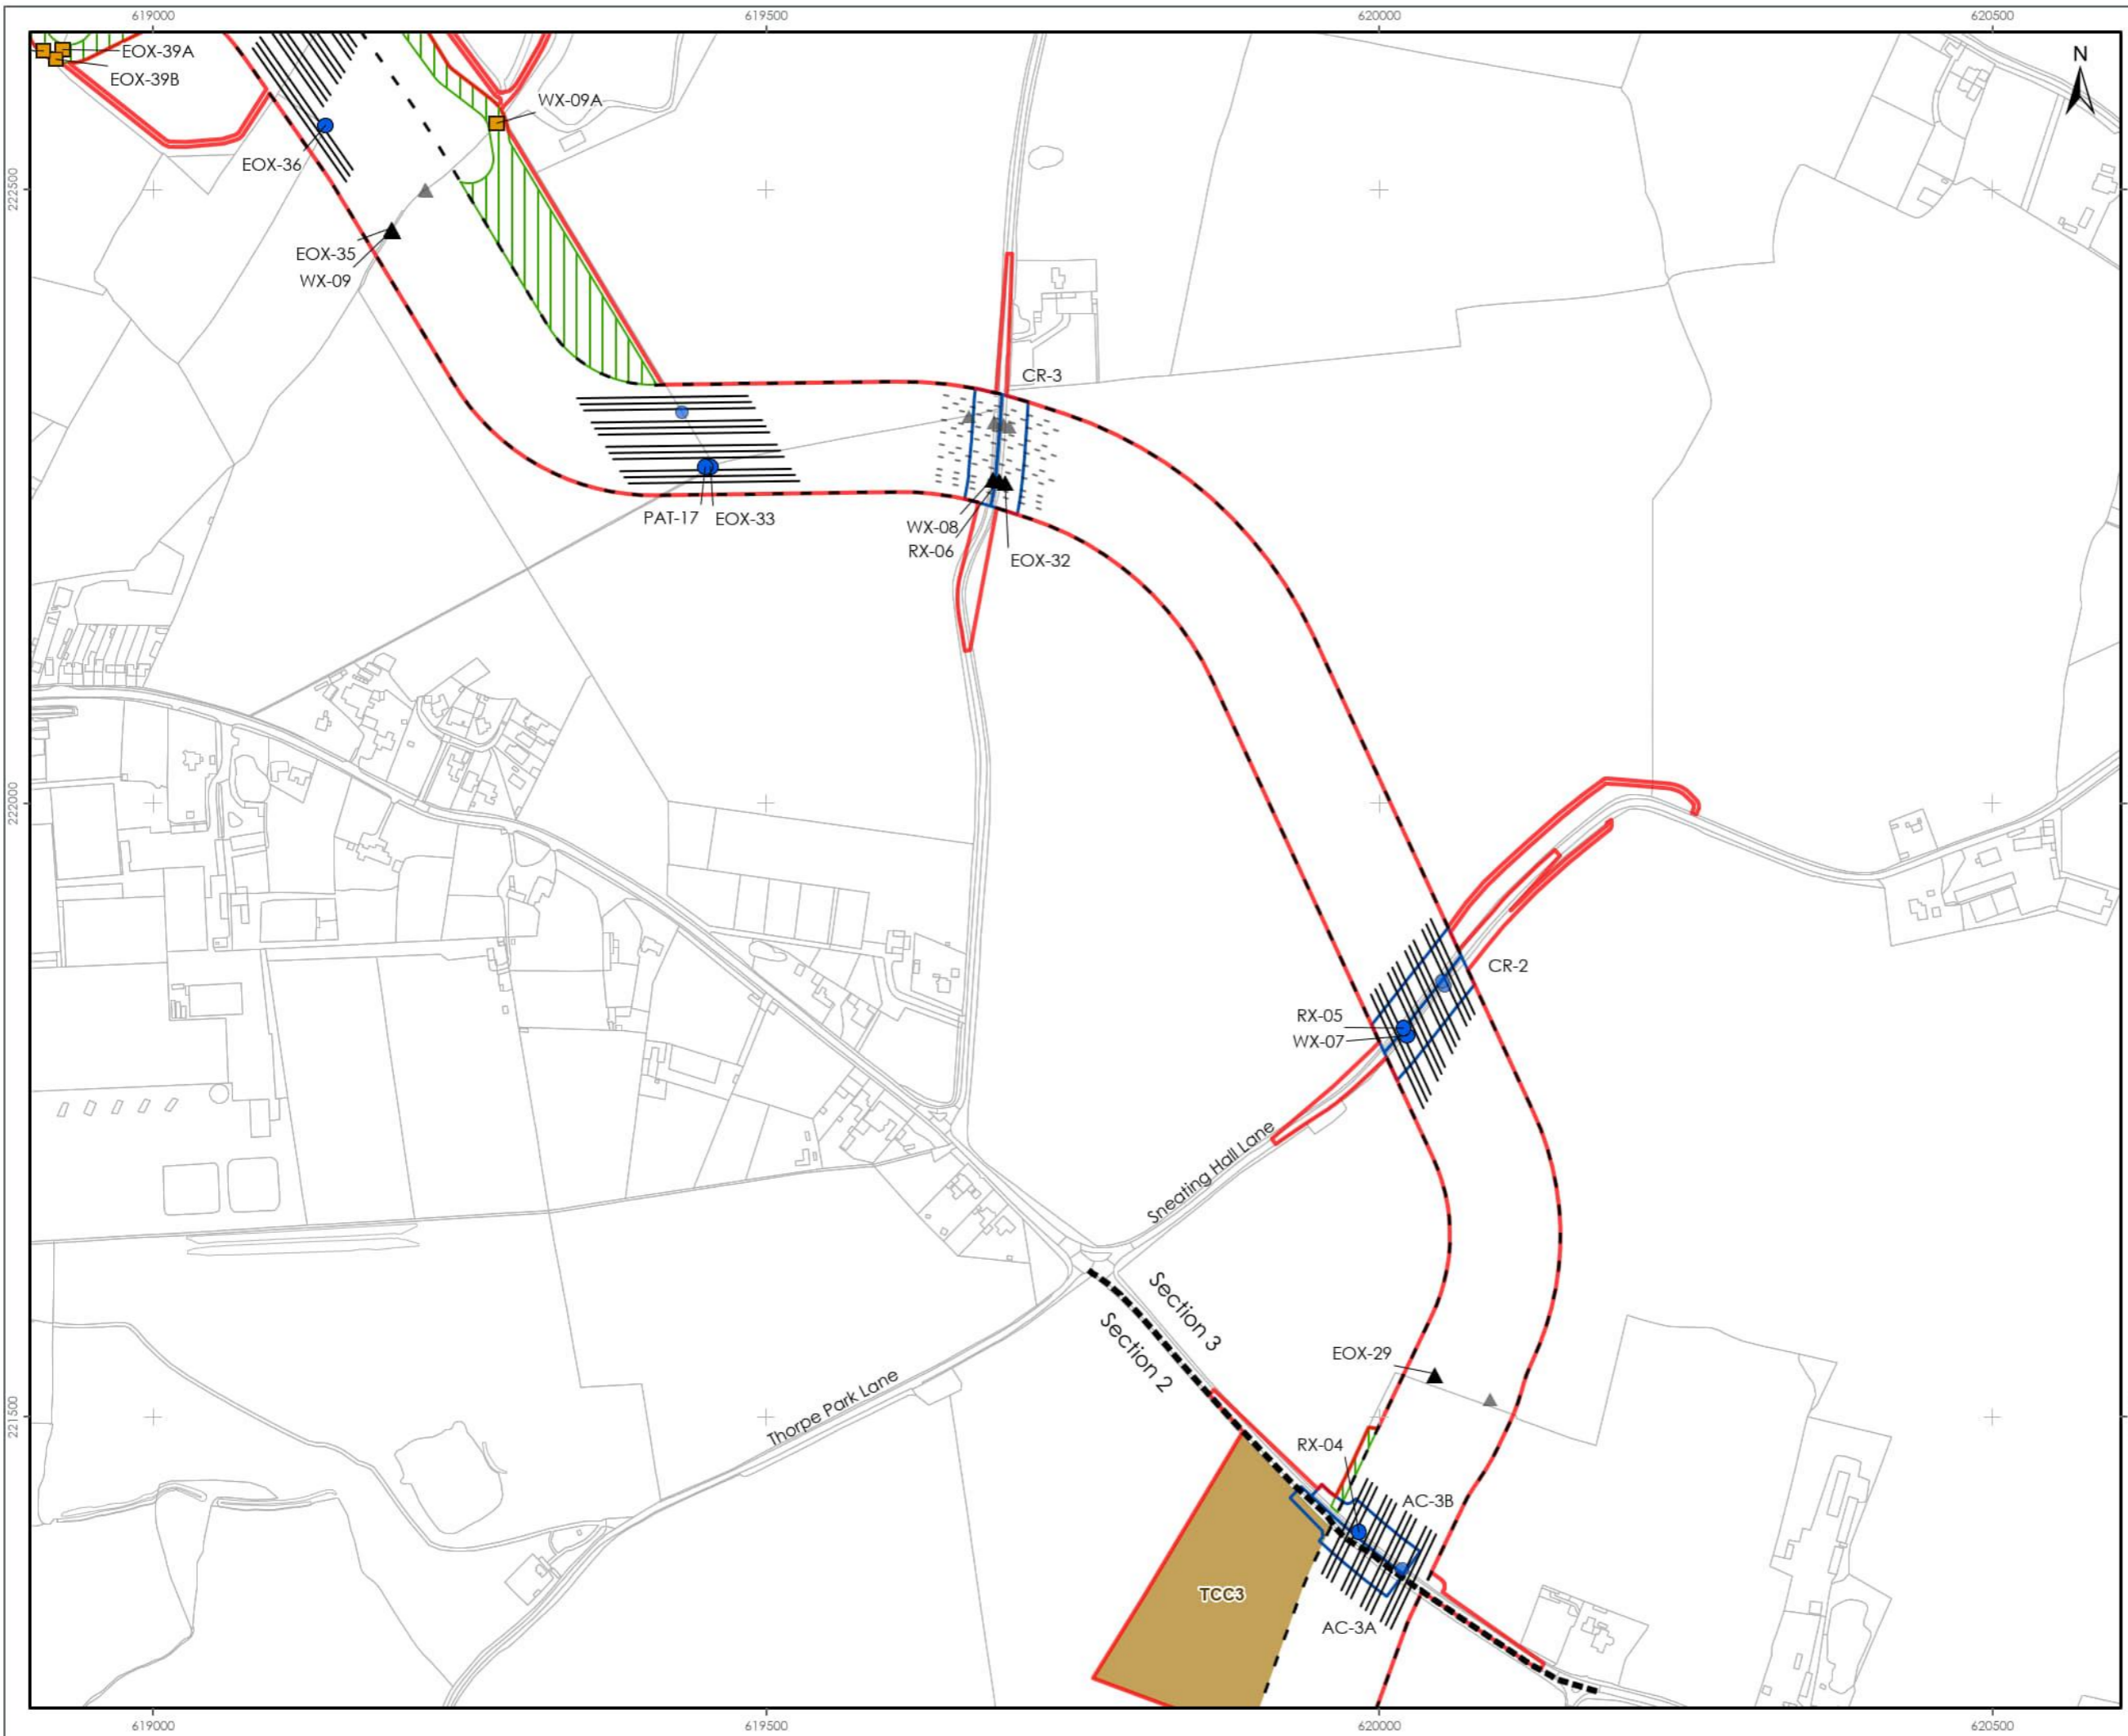 619000
619500
620000
620500
N
EOX-39A
EOX-39B
WX-09A
EOX-36
222500
EOX-35
WX-09
CR-3
PAT-17
EOX-33
WX-08
RX-06
EOX-32
222000
CR-2
RX-05
WX-07
Sneating Hall Lane
Section 3
Section 2
EOX-29
Thorpe Park Lane
221500
RX-04
AC-3B
TCC3
AC-3A
619000
619500
620000
620500